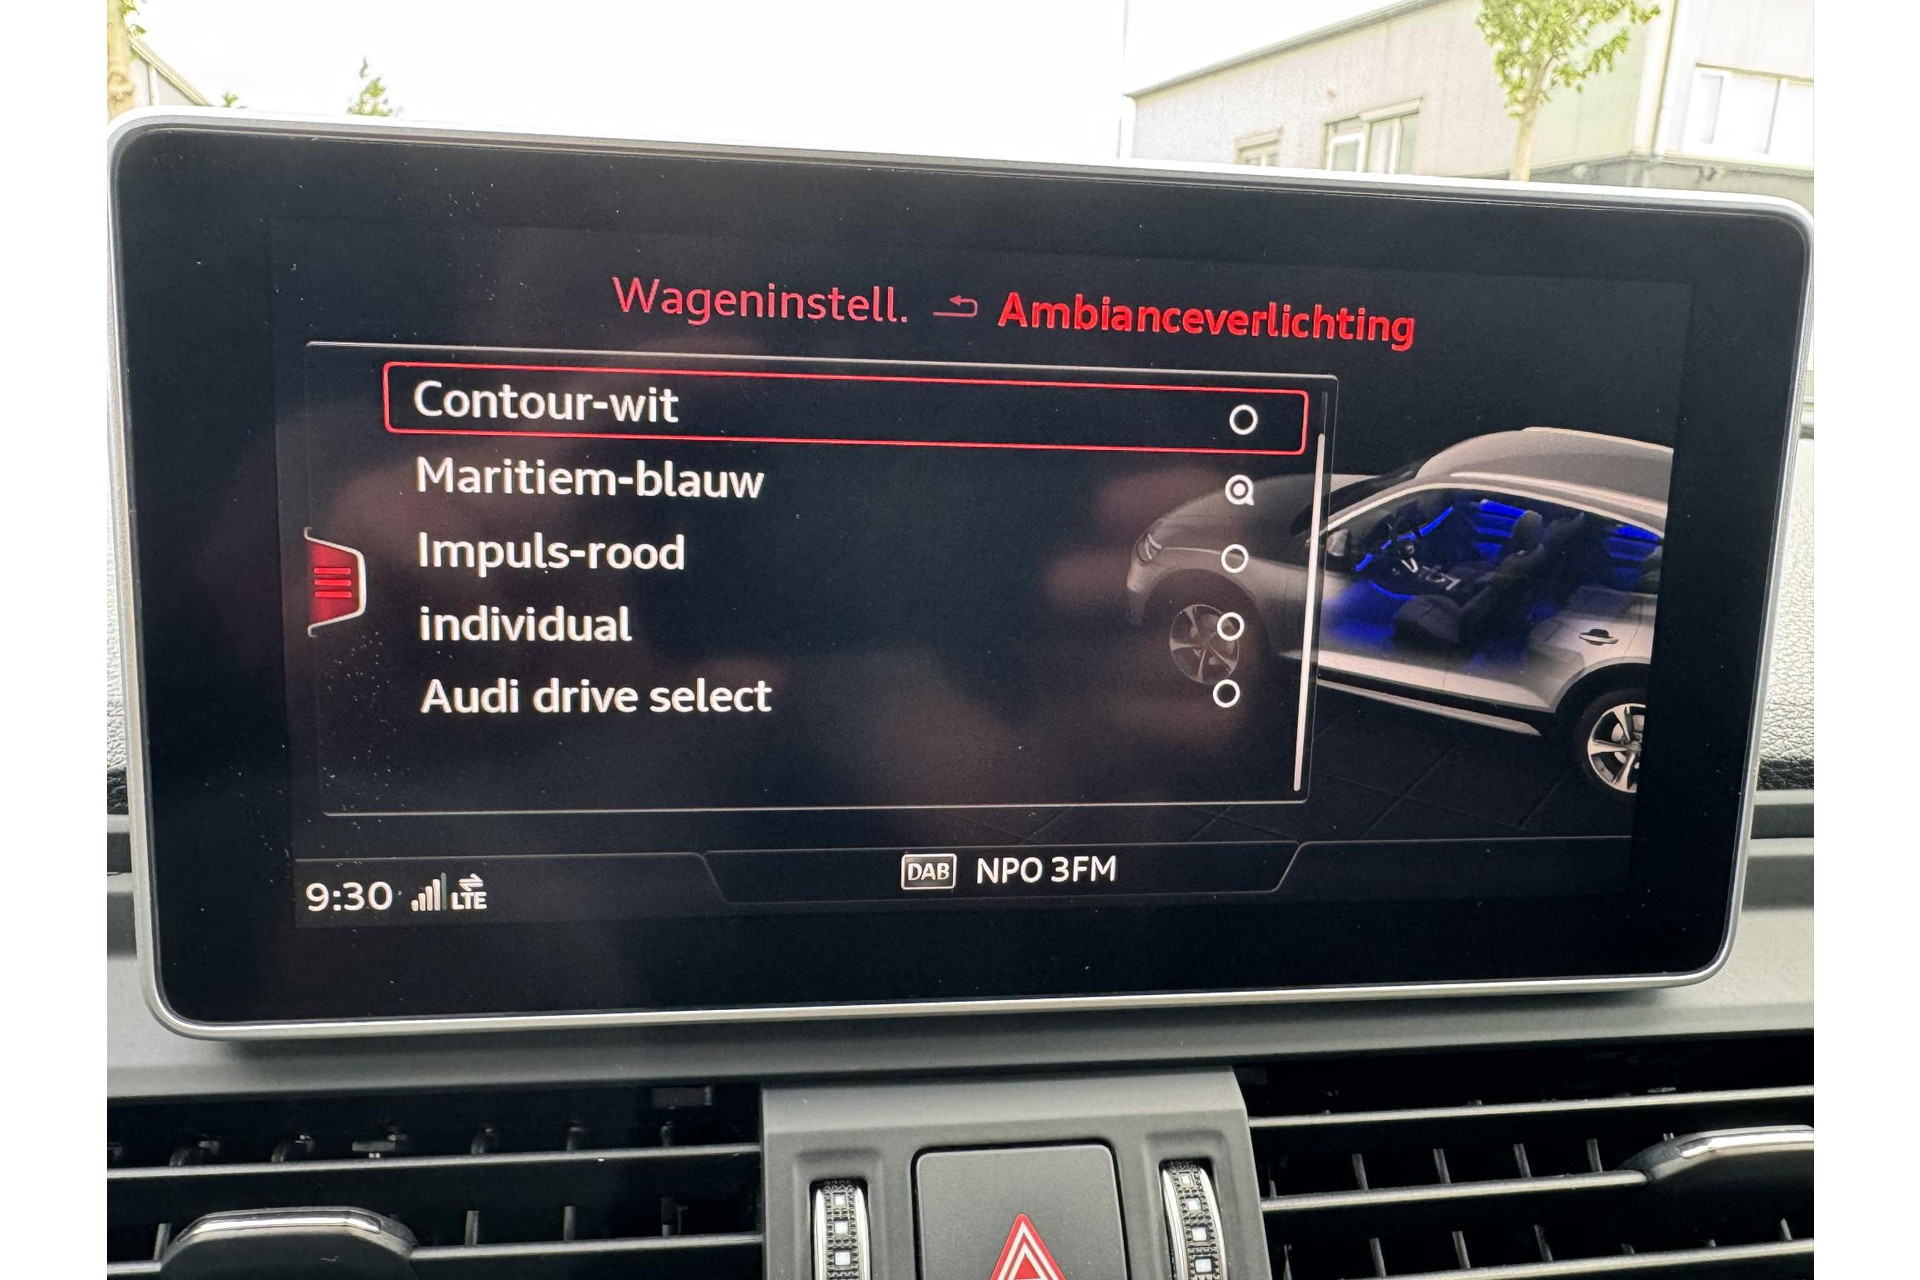 Wageninstell. Ambianceverlichting
Contour-wit
Maritiem-blauw
Impuls-rood
individual
Audi drive select
DAB NPO 3FM
9:30 LTE